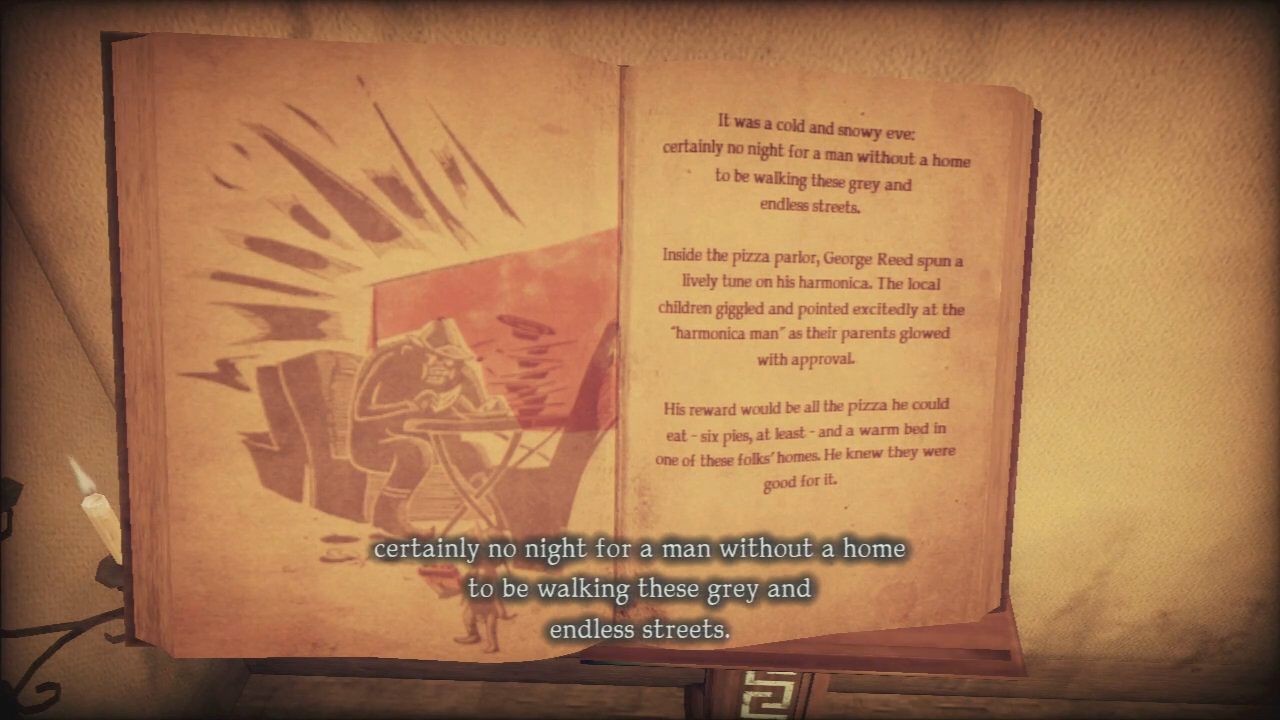 It was a cold and snowy eve:
certainly no night for a man without a home
to be walking these grey and
endless streets.
Inside the pizza parlor, George Reed spun a
lively tune on his harmonica. The local
children giggled and pointed excitedly at the
"harmonica man" as their parents glowed
with approval.
His reward would be all the pizza he could
eat - six pies, at least - and a warm bed in
one of these folks' homes. He knew they were
good for it.
certainly no night for a man without a home
to be walking these grey and
endless streets.